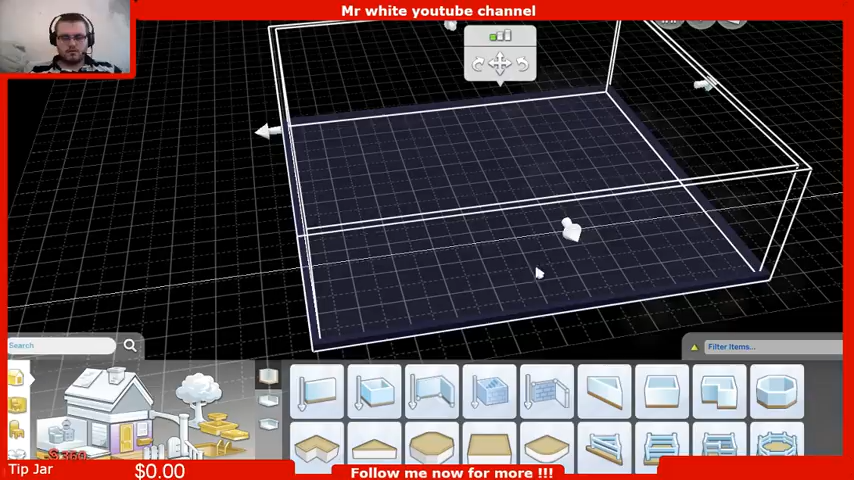 Mr white youtube channel
Search
Filter Items...
Tip Jar
$0.00
Follow me now for more !!!